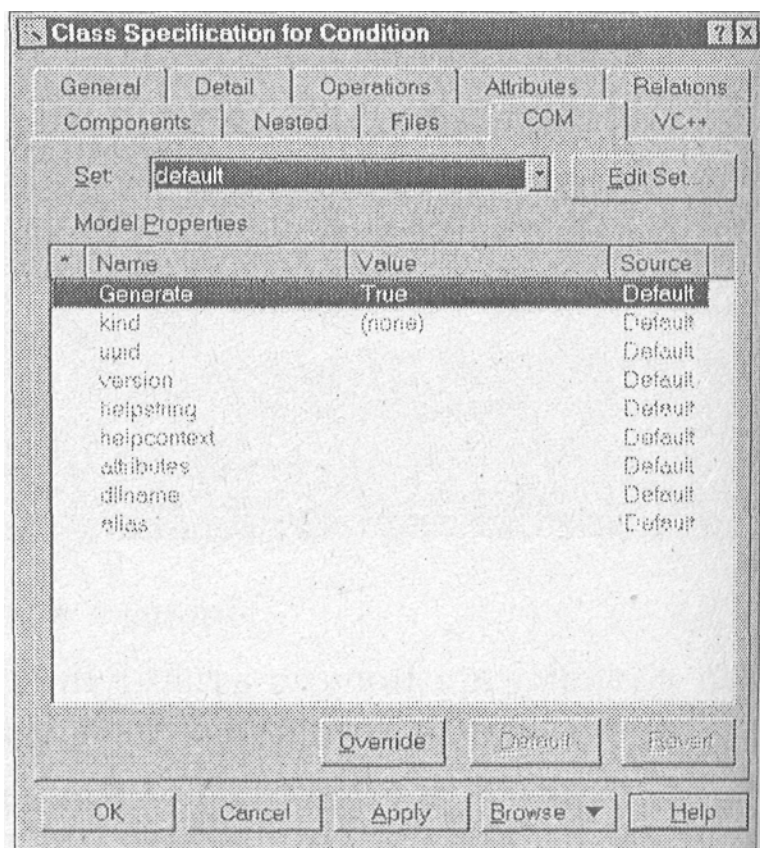 Class Specification for Condition
General Detail Operations Attributes Relations
Components Nested Files COM VC++
Set: default Edit Set...
Model Properties
* Name Value Source
Generate True Default
kind (none) Default
uuid Default
version Default
helpstring Default
helpcontext Default
attributes Default
dllname Default
alias Default
Override Default Revert
OK Cancel Apply Browse Help